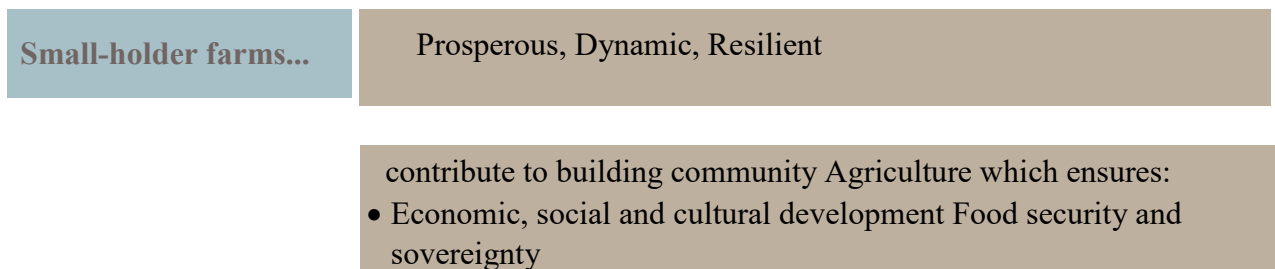 Small-holder farms...
Prosperous, Dynamic, Resilient
contribute to building community Agriculture which ensures:
• Economic, social and cultural development Food security and
sovereignty